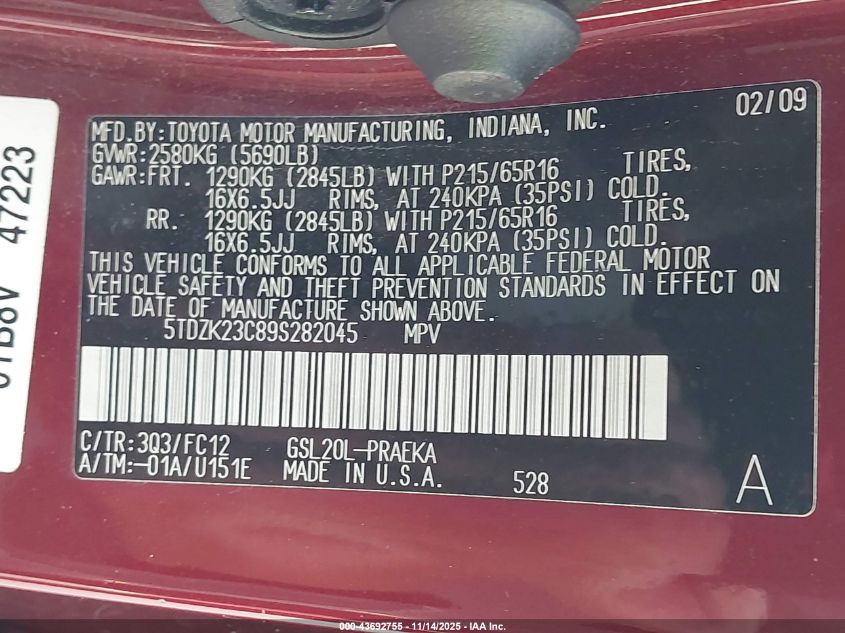 02/09
MFD.BY:TOYOTA MOTOR MANUFACTURING, INDIANA, INC.
GVWR:2580KG (5690LB)
GAWR:FRT. 1290KG (2845LB) WITH P215/65R16 TIRES,
16X6.5JJ RIMS, AT 240KPA (35PSI) COLD.
RR. 1290KG (2845LB) WITH P215/65R16 TIRES,
16X6.5JJ RIMS, AT 240KPA (35PSI) COLD.
THIS VEHICLE CONFORMS TO ALL APPLICABLE FEDERAL MOTOR
VEHICLE SAFETY AND THEFT PREVENTION STANDARDS IN EFFECT ON
THE DATE OF MANUFACTURE SHOWN ABOVE.
5TDZK23C89S282045 MPV
C/TR:3Q3/FC12 GSL20L-PRAEKA
A/TM:-01A/U151E MADE IN U.S.A. 528 A
47223
000-43692755 - 11/14/2025 - IAA Inc.